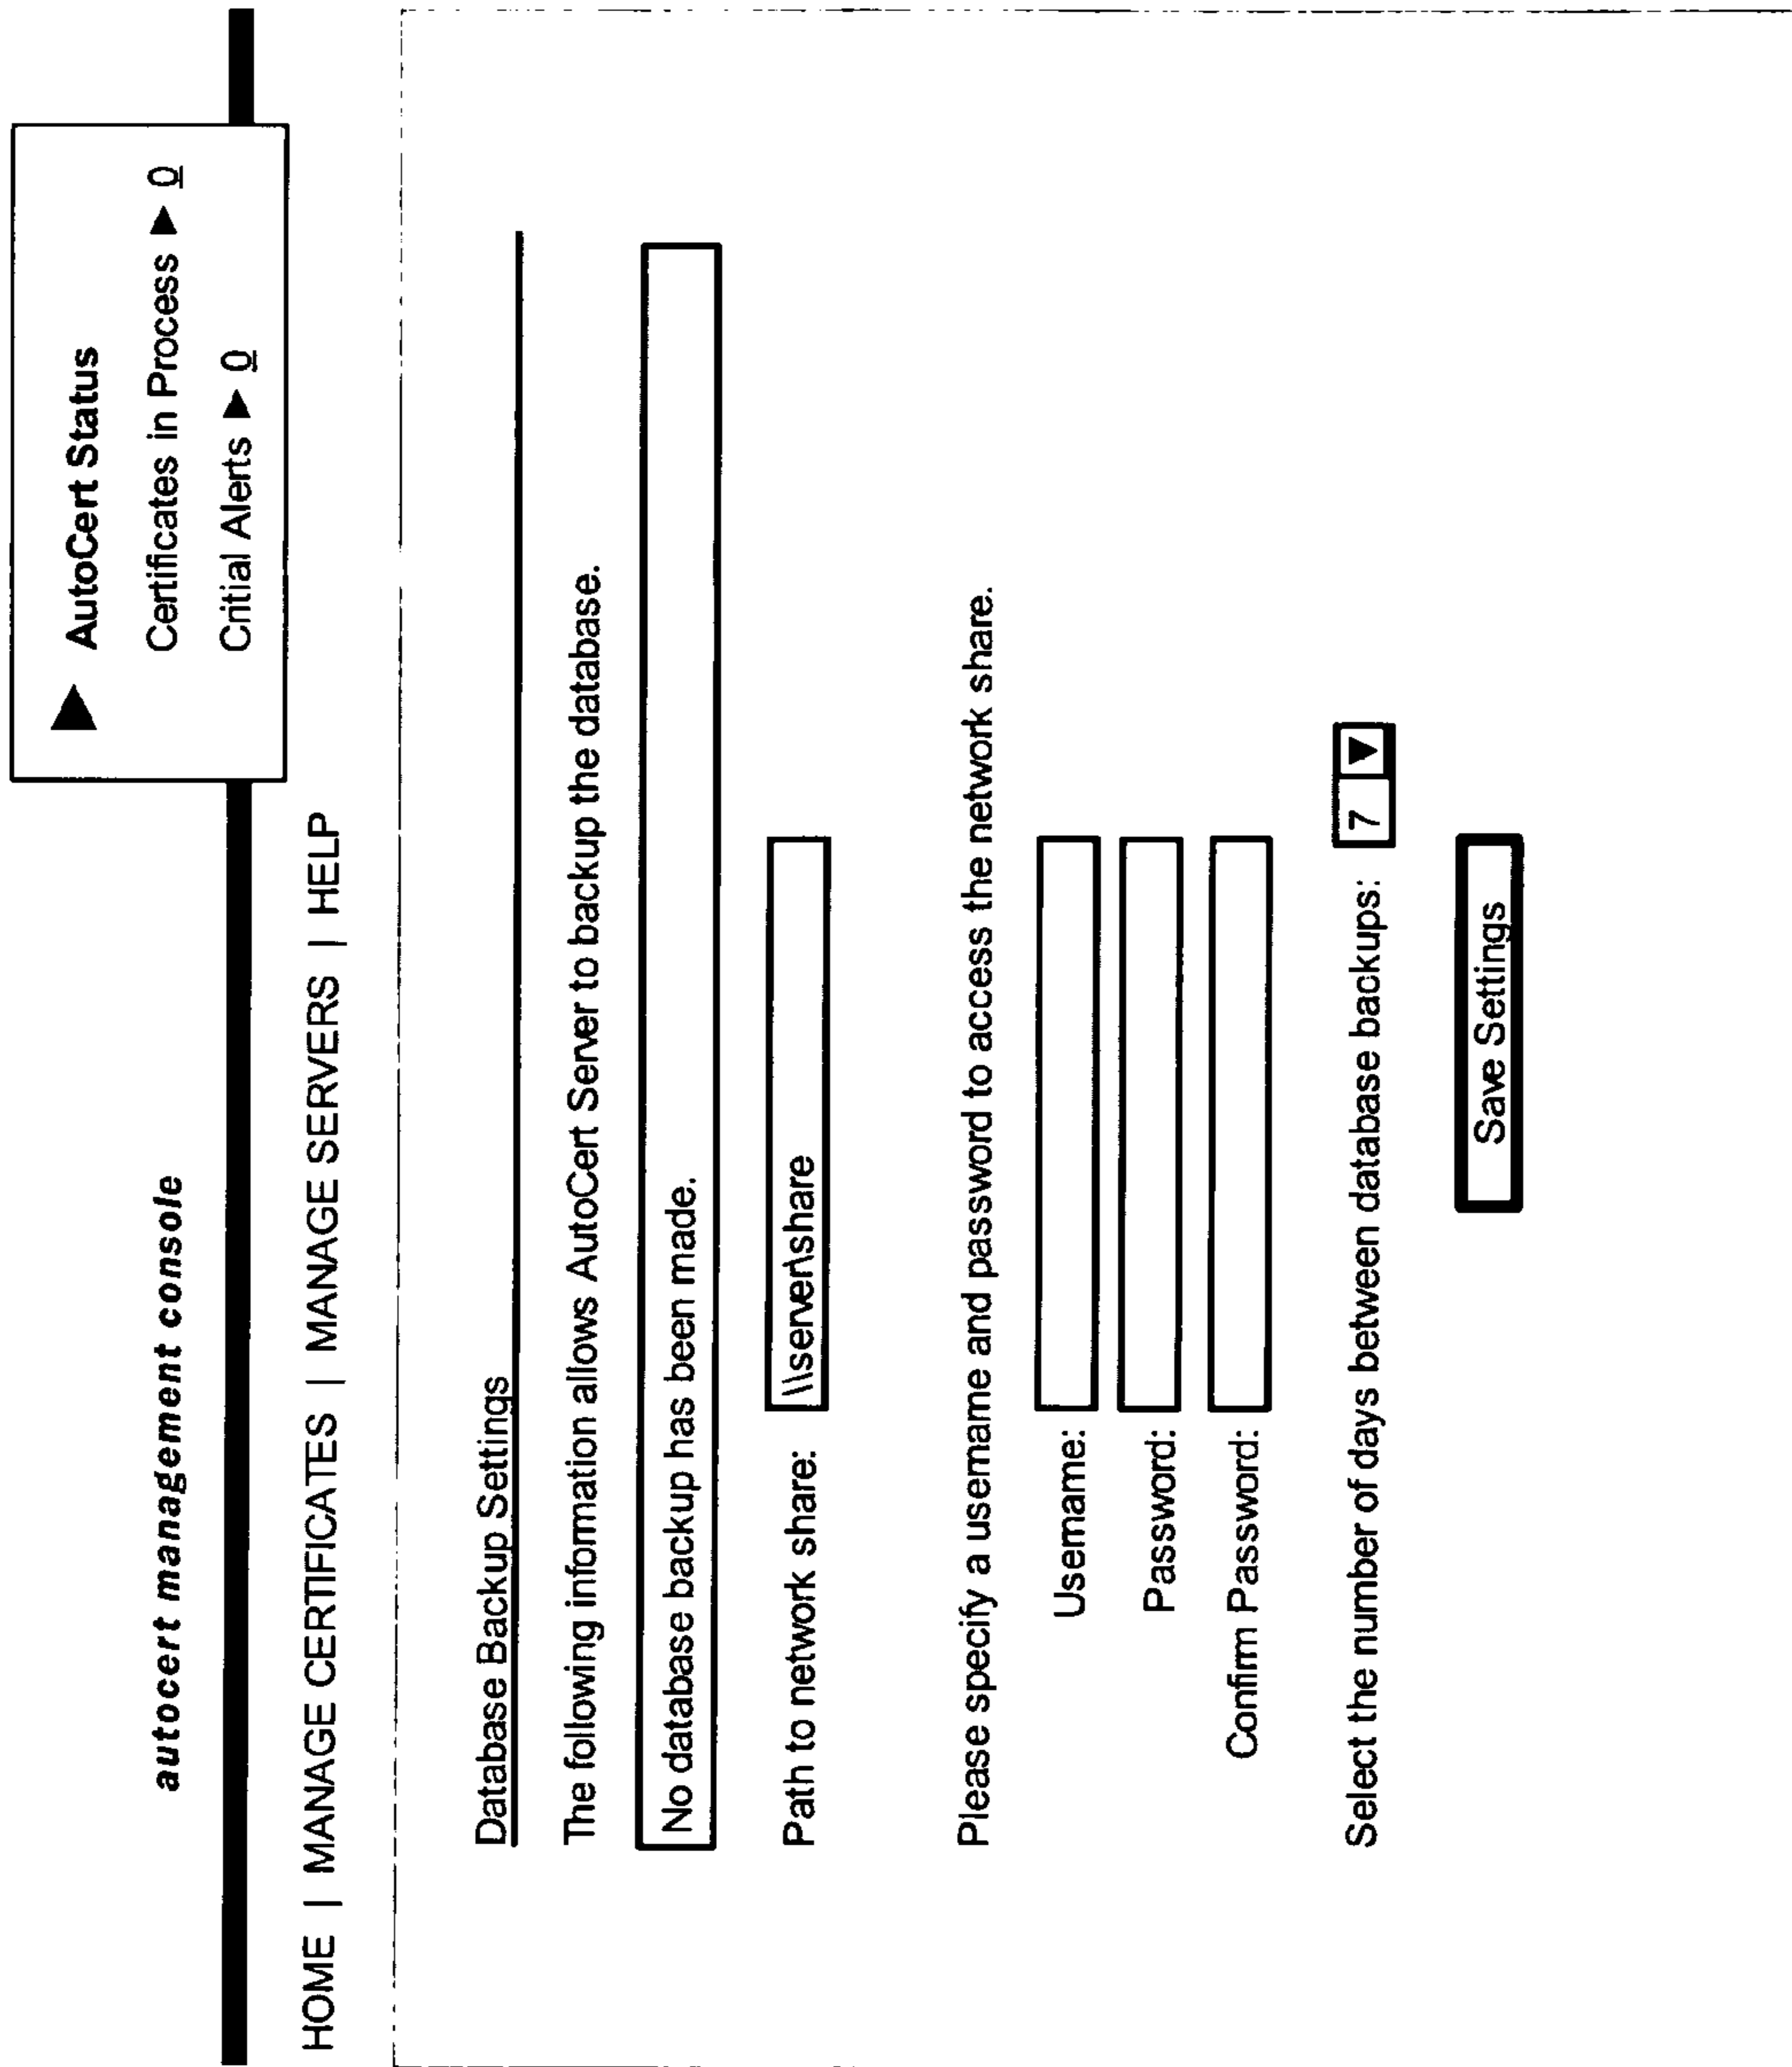 autocert management console
AutoCert Status
Certificates in Process ▶ 0
Critial Alerts ▶ 0
HOME | MANAGE CERTIFICATES | MANAGE SERVERS | HELP
Database Backup Settings
The following information allows AutoCert Server to backup the database.
No database backup has been made.
Path to network share: \\server\share
Please specify a username and password to access the network share.
Username:
Password:
Confirm Password:
Select the number of days between database backups: 7 ▼
Save Settings